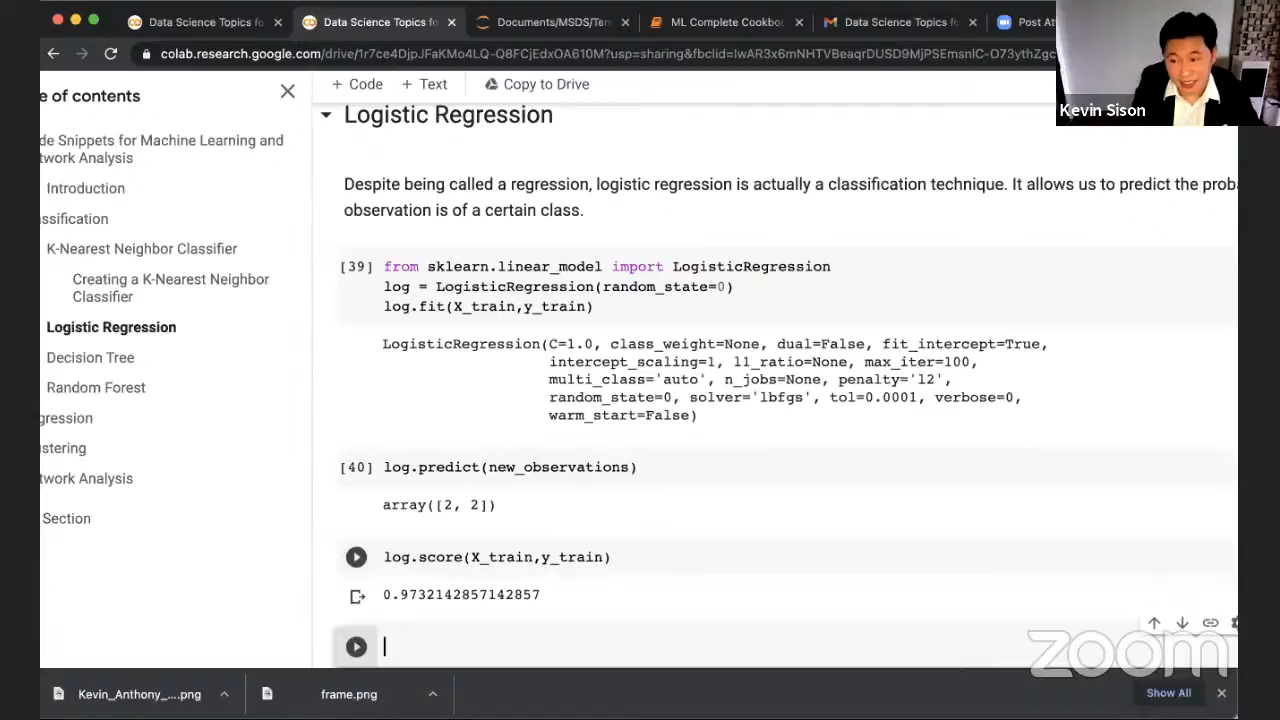 Data Science Topics fo
Data Science Topics fo
Documents/MSDS/Ter
ML Complete Cookbo
Data Science Topics fo
Post At
colab.research.google.com/drive/1r7ce4DjpJFaKMo4LQ-Q8FCjEdxOA610M?usp=sharing&fbclid=IwAR3x6mNHTVBeaqrDUSD9MjPSEmsnlC-O73ythZgc
Kevin Sison
e of contents
+ Code + Text Copy to Drive
de Snippets for Machine Learning and
twork Analysis
Introduction
ssification
K-Nearest Neighbor Classifier
Creating a K-Nearest Neighbor
Classifier
Logistic Regression
Decision Tree
Random Forest
gression
stering
twork Analysis
Section
Logistic Regression
Despite being called a regression, logistic regression is actually a classification technique. It allows us to predict the proba
observation is of a certain class.
[39] from sklearn.linear_model import LogisticRegression
log = LogisticRegression(random_state=0)
log.fit(X_train,y_train)
LogisticRegression(C=1.0, class_weight=None, dual=False, fit_intercept=True,
intercept_scaling=1, l1_ratio=None, max_iter=100,
multi_class='auto', n_jobs=None, penalty='l2',
random_state=0, solver='lbfgs', tol=0.0001, verbose=0,
warm_start=False)
[40] log.predict(new_observations)
array([2, 2])
log.score(X_train,y_train)
0.9732142857142857
zoom
Kevin_Anthony_....png
frame.png
Show All